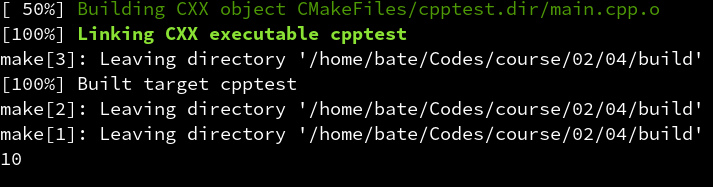 [ 50%] Building CXX object CMakeFiles/cpptest.dir/main.cpp.o
[100%] Linking CXX executable cpptest
make[3]: Leaving directory '/home/bate/Codes/course/02/04/build'
[100%] Built target cpptest
make[2]: Leaving directory '/home/bate/Codes/course/02/04/build'
make[1]: Leaving directory '/home/bate/Codes/course/02/04/build'
10